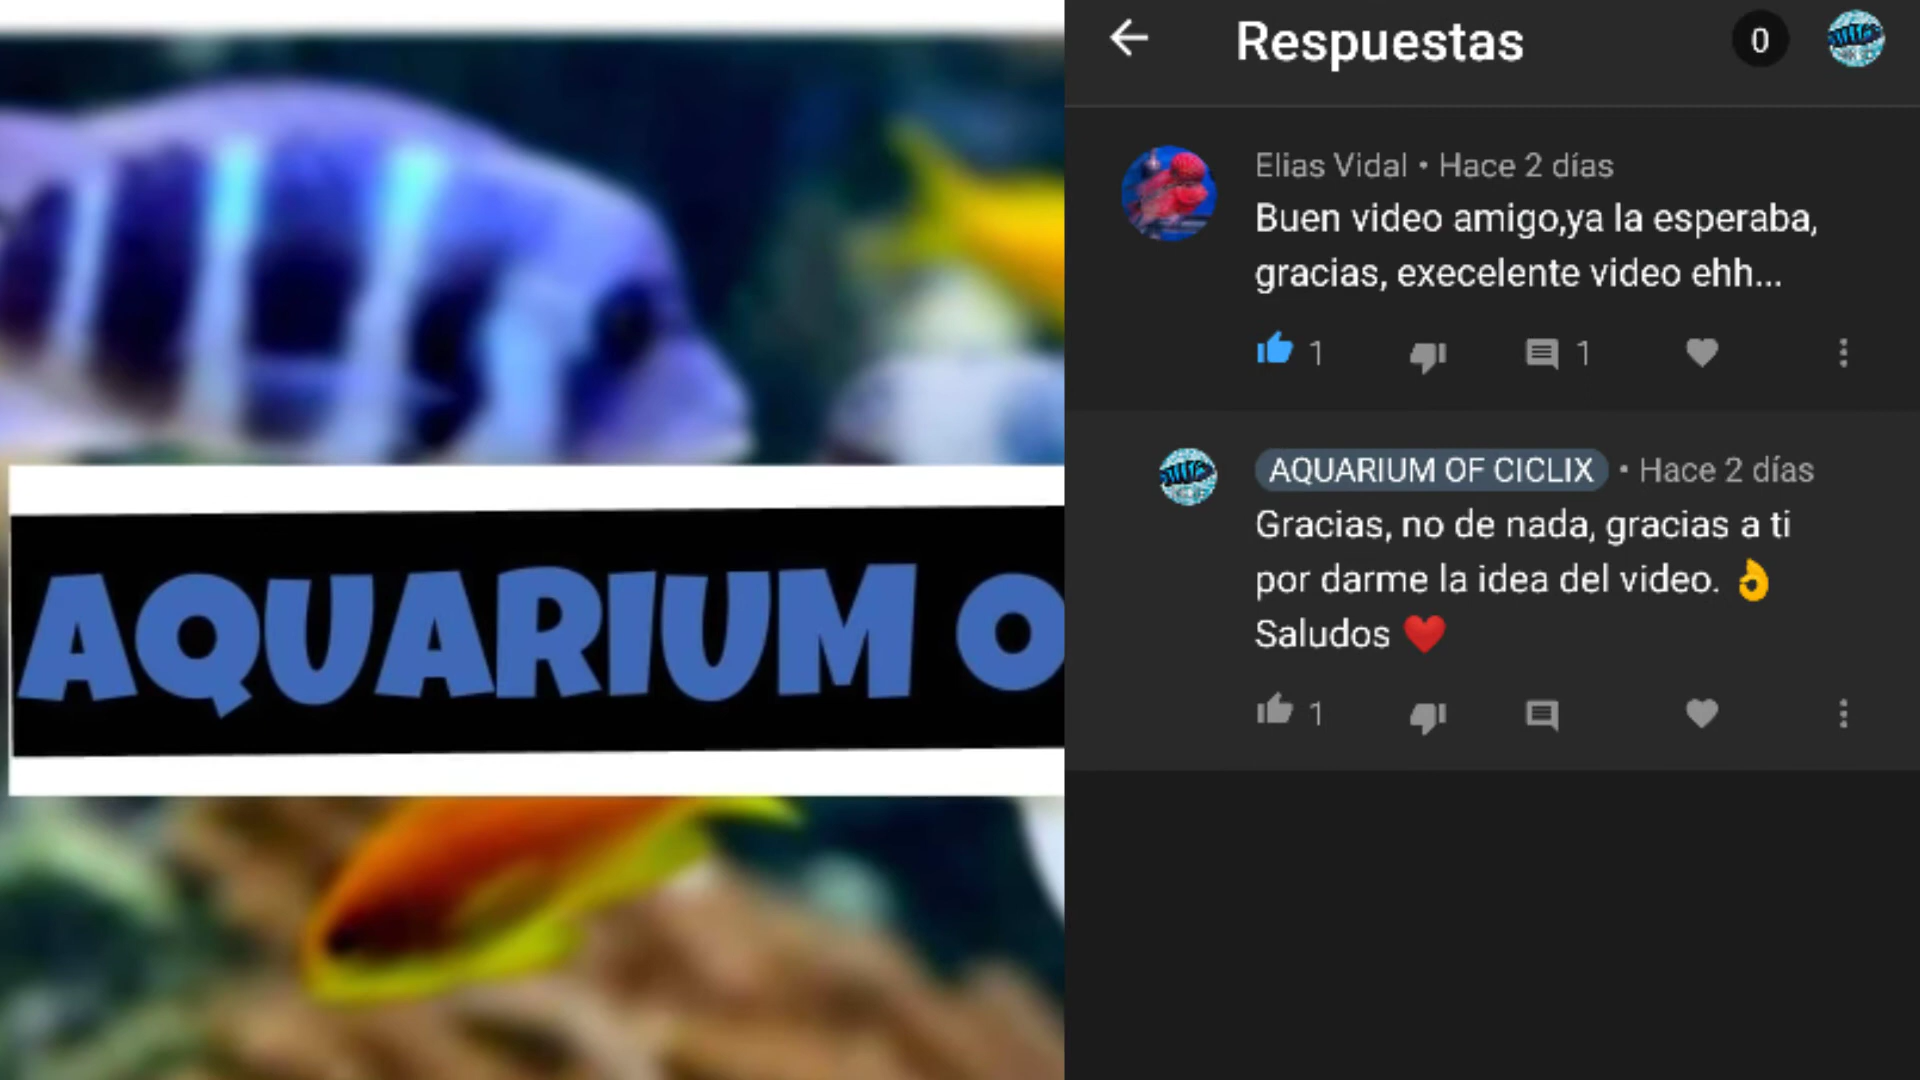 AQUARIUM O
Respuestas
0
Elias Vidal • Hace 2 días
Buen video amigo,ya la esperaba,
gracias, execelente video ehh...
1
1
AQUARIUM OF CICLIX • Hace 2 días
Gracias, no de nada, gracias a ti
por darme la idea del video. 👌
Saludos ❤️
1